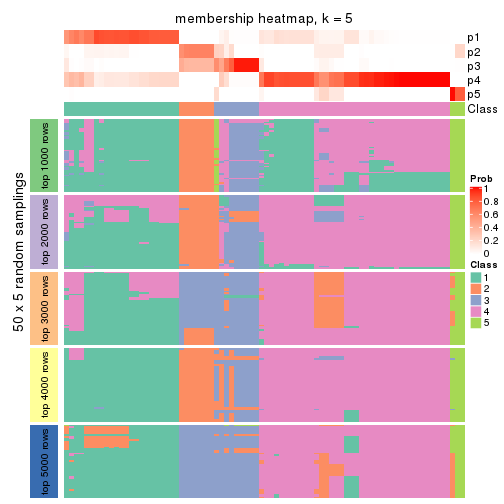 membership heatmap, k = 5
p1
p2
p3
p4
p5
Class
50 x 5 random samplings
top 1000 rows
top 2000 rows
top 3000 rows
top 4000 rows
top 5000 rows
Prob
1
0.8
0.6
0.4
0.2
0
Class
1
2
3
4
5